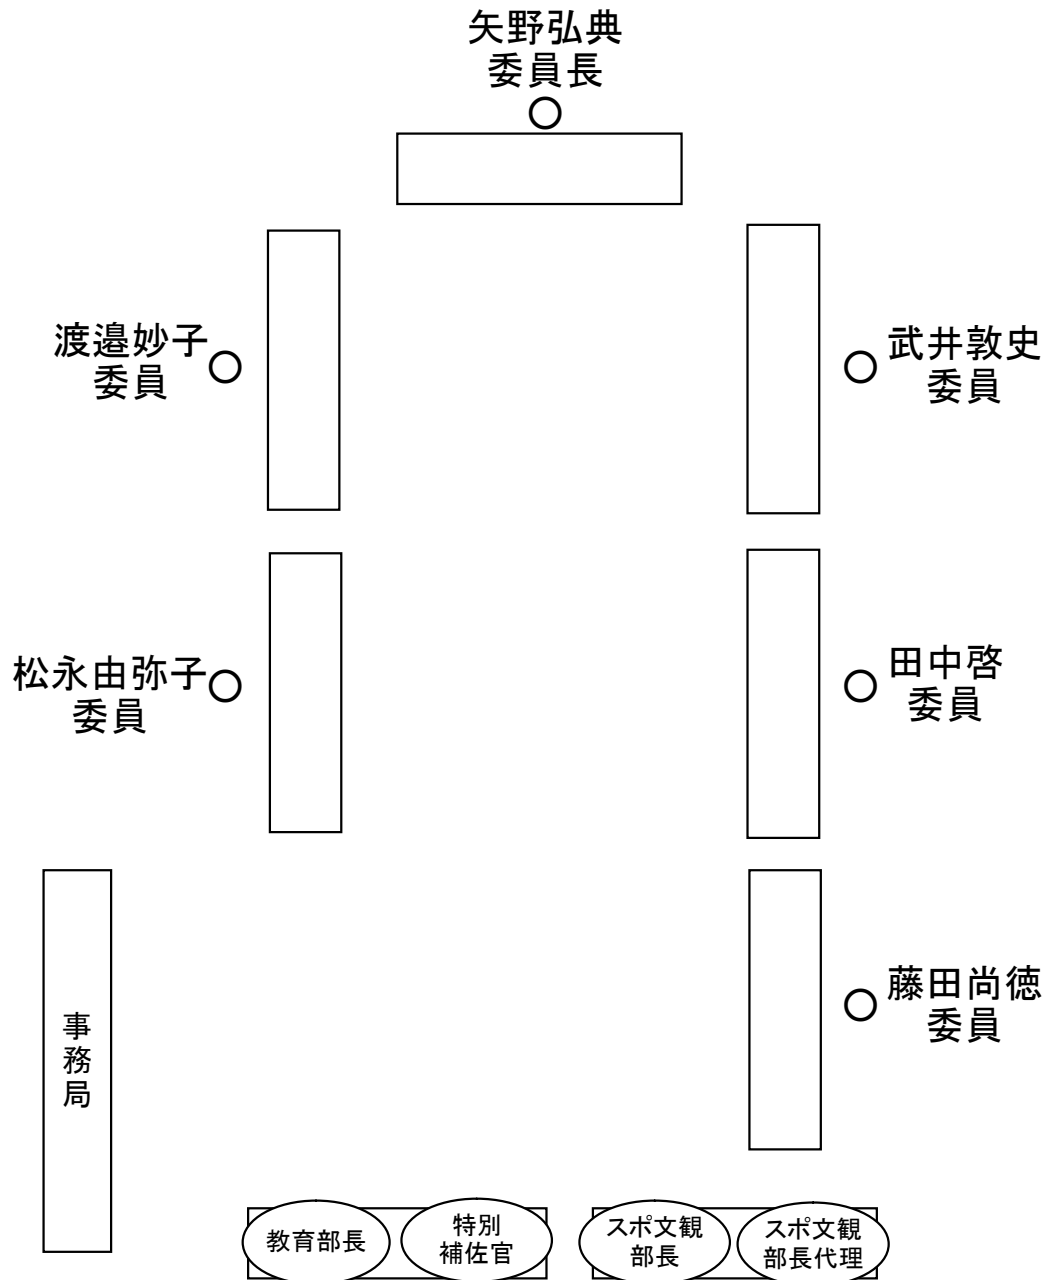 矢野弘典
委員長
渡邉妙子
委員
武井敦史
委員
松永由弥子
委員
田中啓
委員
藤田尚徳
委員
事務局
教育部長
特別
補佐官
スポ文観
部長
スポ文観
部長代理